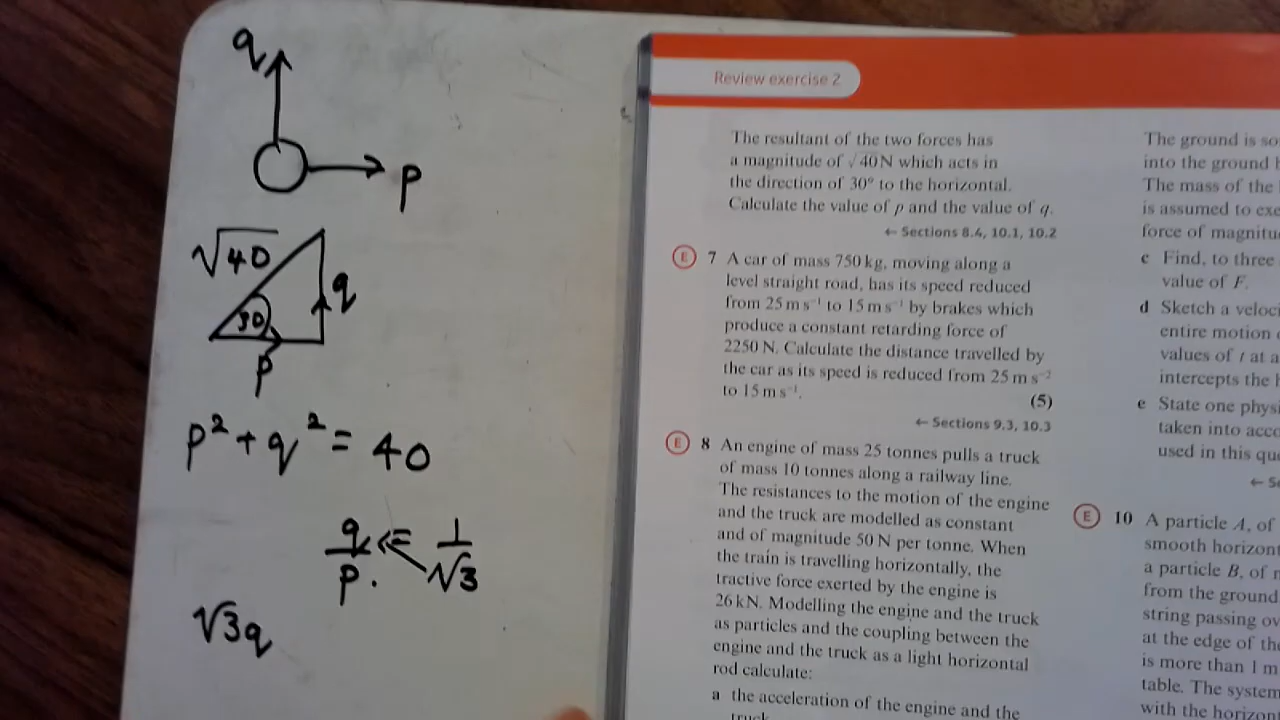 q
p
√40
30
q
p
p² + q² = 40
q/p = 1/√3
√3q
Review exercise 2
The resultant of the two forces has
a magnitude of √40 N which acts in
the direction of 30° to the horizontal.
Calculate the value of p and the value of q.
← Sections 8.4, 10.1, 10.2
E 7 A car of mass 750 kg, moving along a
level straight road, has its speed reduced
from 25 m s⁻¹ to 15 m s⁻¹ by brakes which
produce a constant retarding force of
2250 N. Calculate the distance travelled by
the car as its speed is reduced from 25 m s⁻²
to 15 m s⁻¹.
(5)
← Sections 9.3, 10.3
E 8 An engine of mass 25 tonnes pulls a truck
of mass 10 tonnes along a railway line.
The resistances to the motion of the engine
and the truck are modelled as constant
and of magnitude 50 N per tonne. When
the train is travelling horizontally, the
tractive force exerted by the engine is
26 kN. Modelling the engine and the truck
as particles and the coupling between the
engine and the truck as a light horizontal
rod calculate:
a the acceleration of the engine and the
truck
The ground is so
into the ground
The mass of the
is assumed to
force of
c Find, to three
value of F.
d Sketch a
entire motion
values of t at a
intercepts the
e State one
taken into
used in this
←
E 10 A particle A, of
smooth
a particle B, of
from the ground
string passing
at the edge of the
is more than 1 m
table. The system
with the